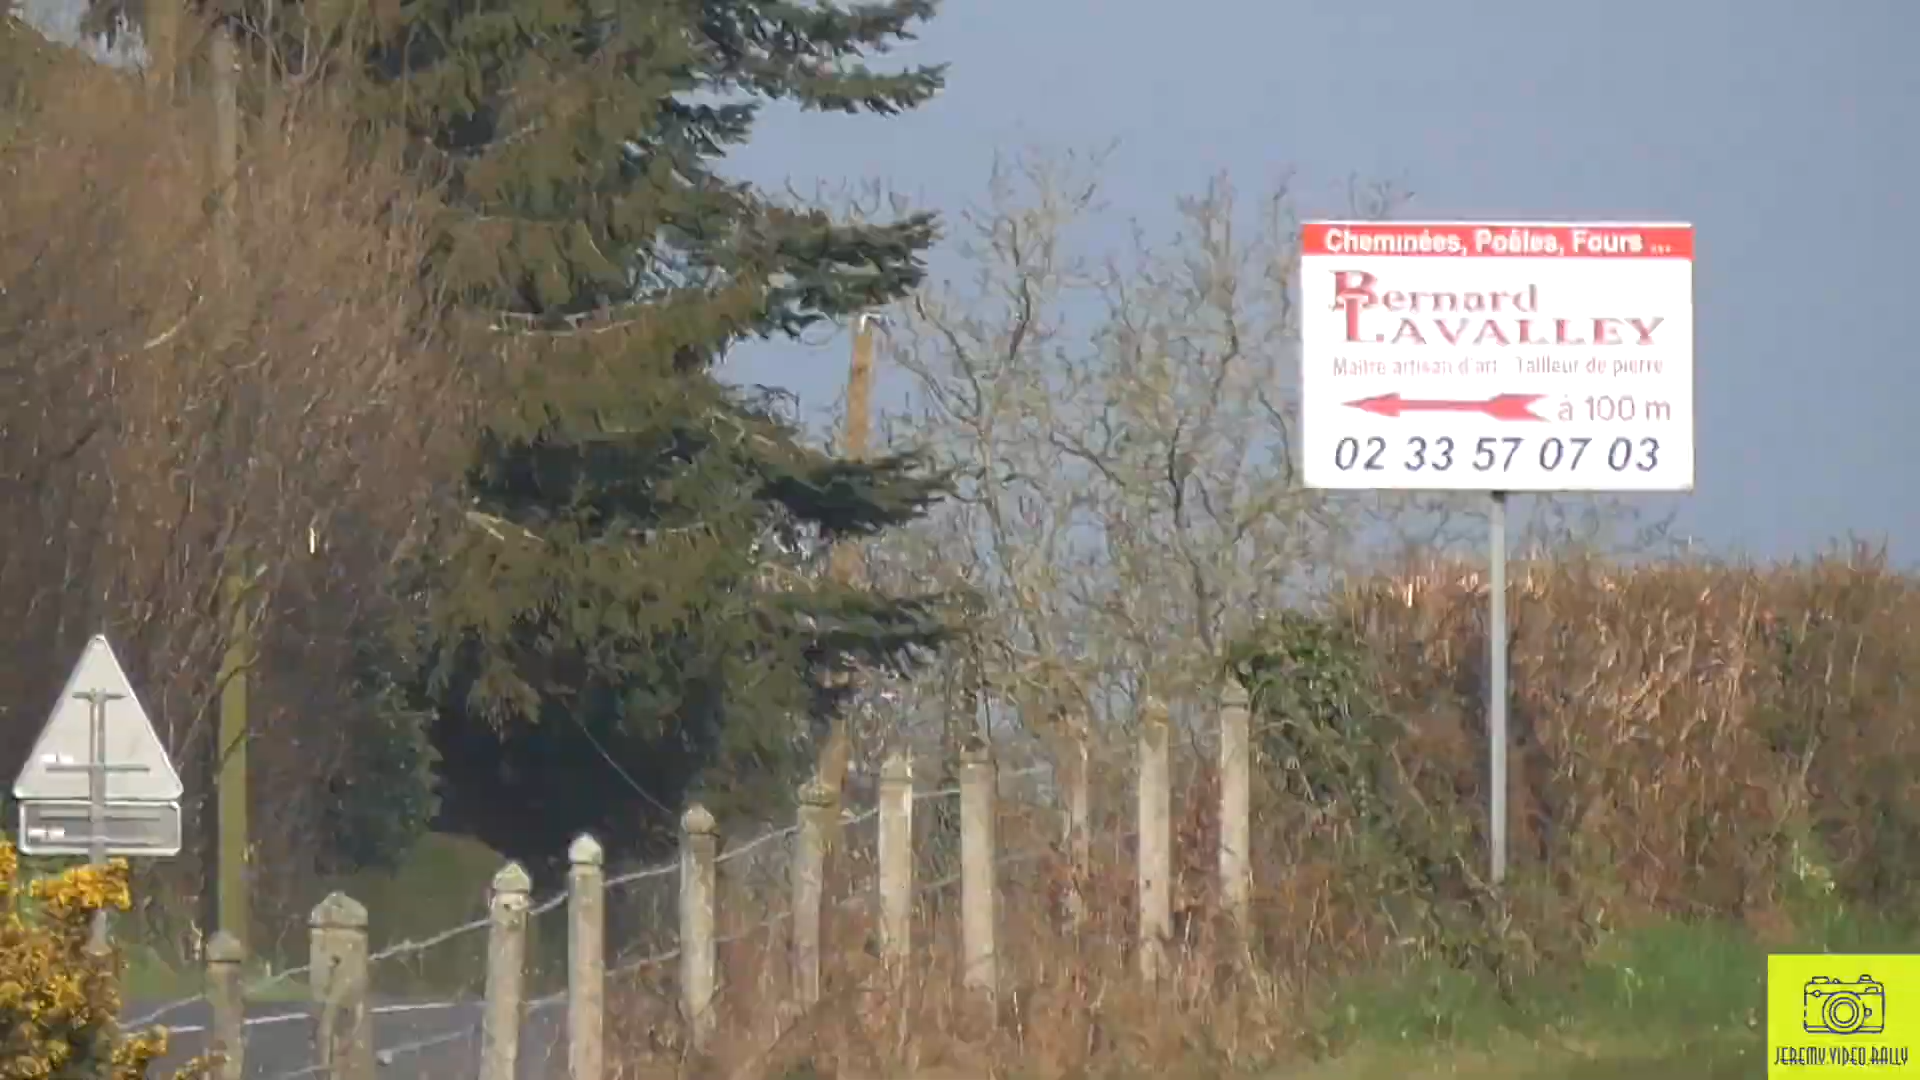 Cheminées, Poêles, Fours ...
Bernard
LAVALLEY
Maître artisan d'art - Tailleur de pierre
à 100 m
02 33 57 07 03
JEREMY.VIDEO.RALLY